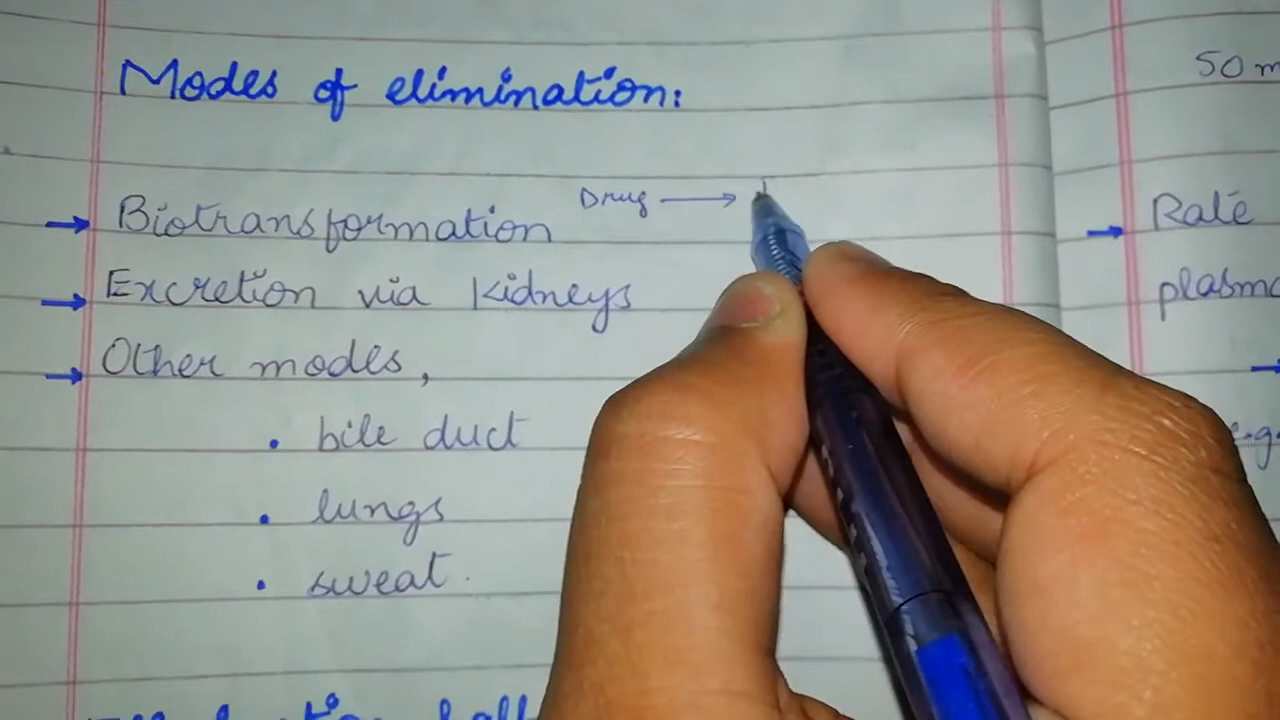 Modes of elimination:
→ Biotransformation Drug →
→ Excretion via kidneys
→ Other modes,
• bile duct
• lungs
• sweat.
50 m
→ Rate
plasma
→
e.g.